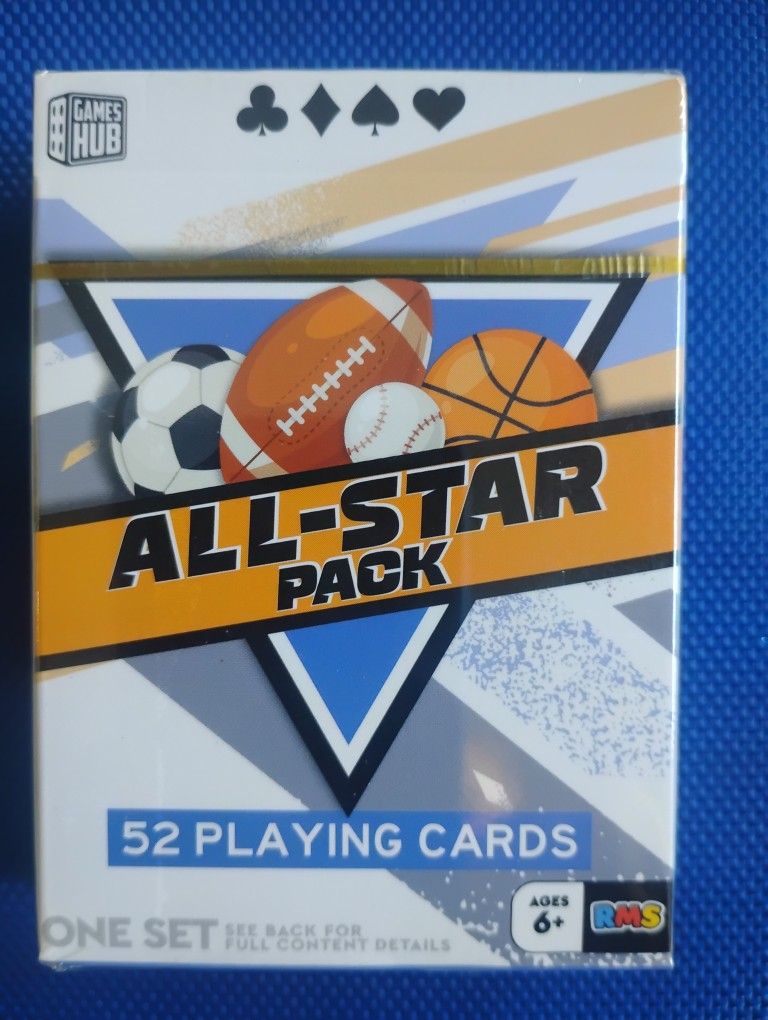 GAMES
HUB
ALL-STAR
PACK
52 PLAYING CARDS
AGES
6+
RMS
ONE SET
SEE BACK FOR
FULL CONTENT DETAILS